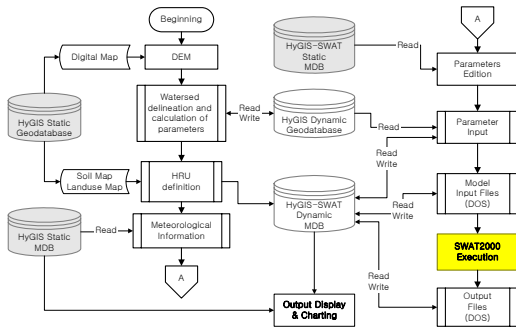 Beginning
Digital Map
DEM
Watersed
delineation and
calculation of
parameters
HyGIS Static
Geodatabase
Soil Map
Landuse Map
HRU
definition
HyGIS Static
MDB
Read
Meteorological
Information
A
HyGIS-SWAT
Static
MDB
Read
Read
Write
HyGIS Dynamic
Geodatabase
Read
Read
Write
HyGIS-SWAT
Dynamic
MDB
Read
Write
Read
Write
Output Display
& Charting
A
Parameters
Edition
Parameter
Input
Model
Input Files
(DOS)
SWAT2000
Execution
Output
Files
(DOS)